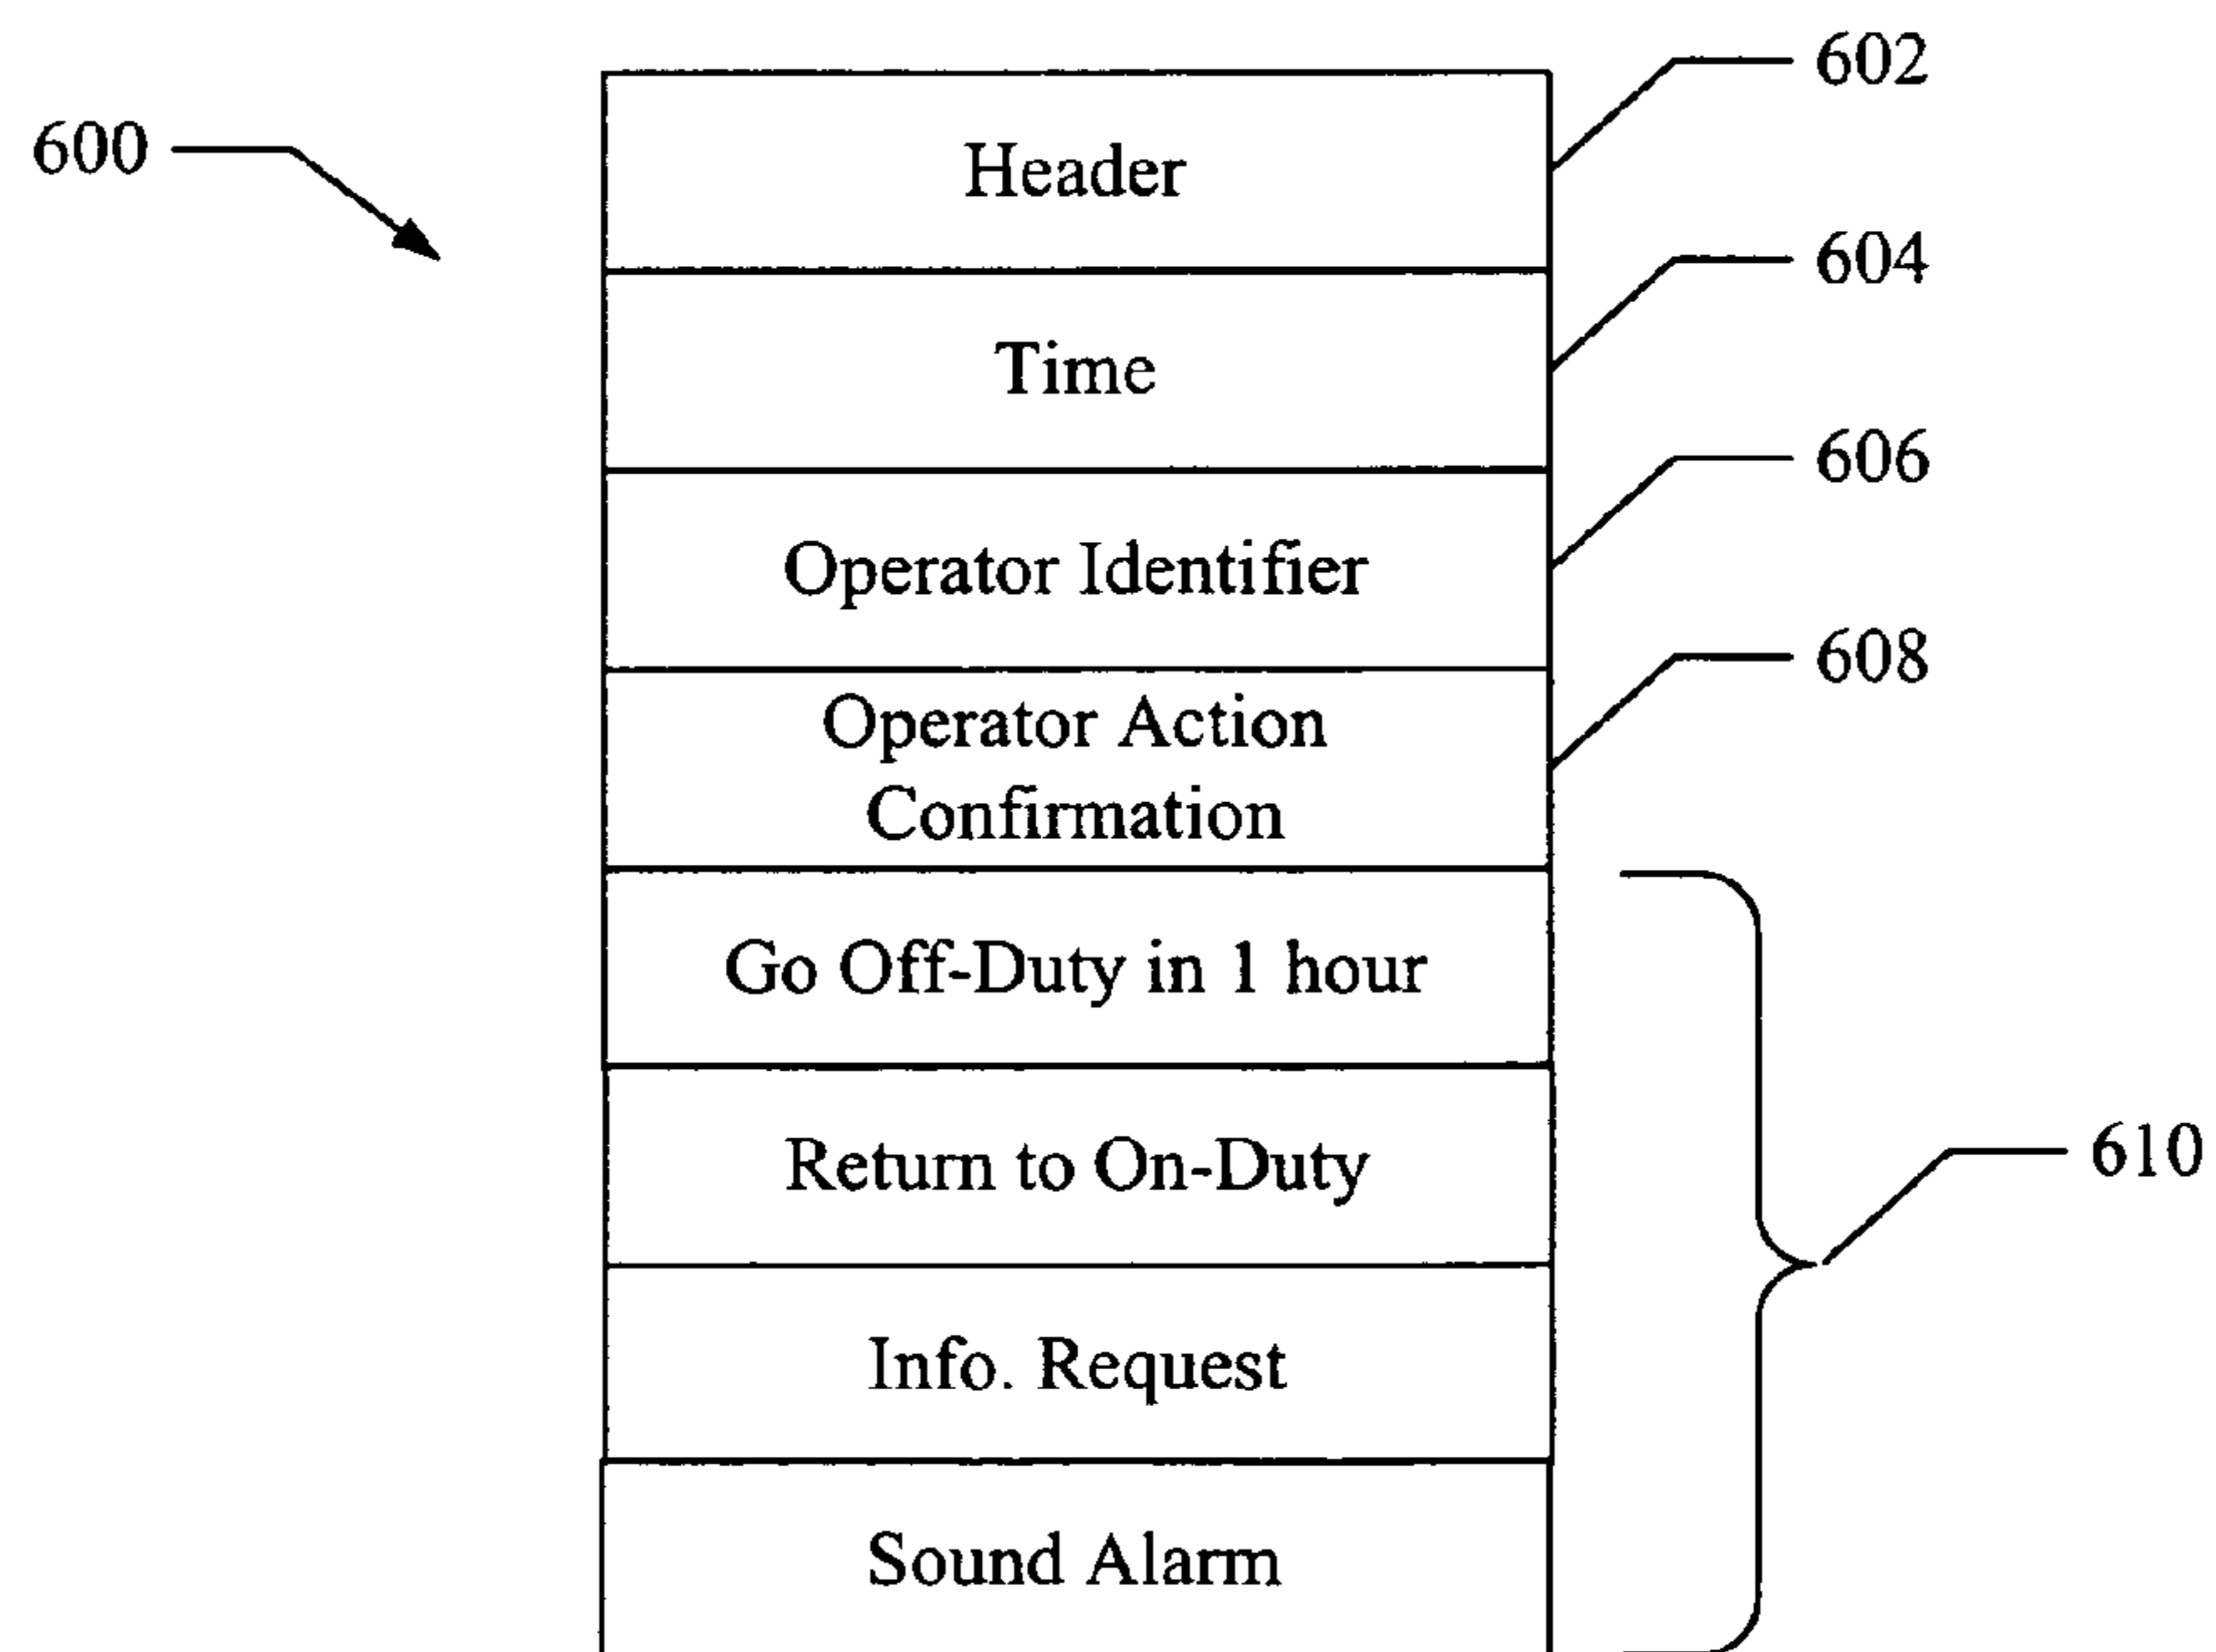 602
600
Header
604
Time
606
Operator Identifier
608
Operator Action
Confirmation
Go Off-Duty in 1 hour
Return to On-Duty
610
Info. Request
Sound Alarm